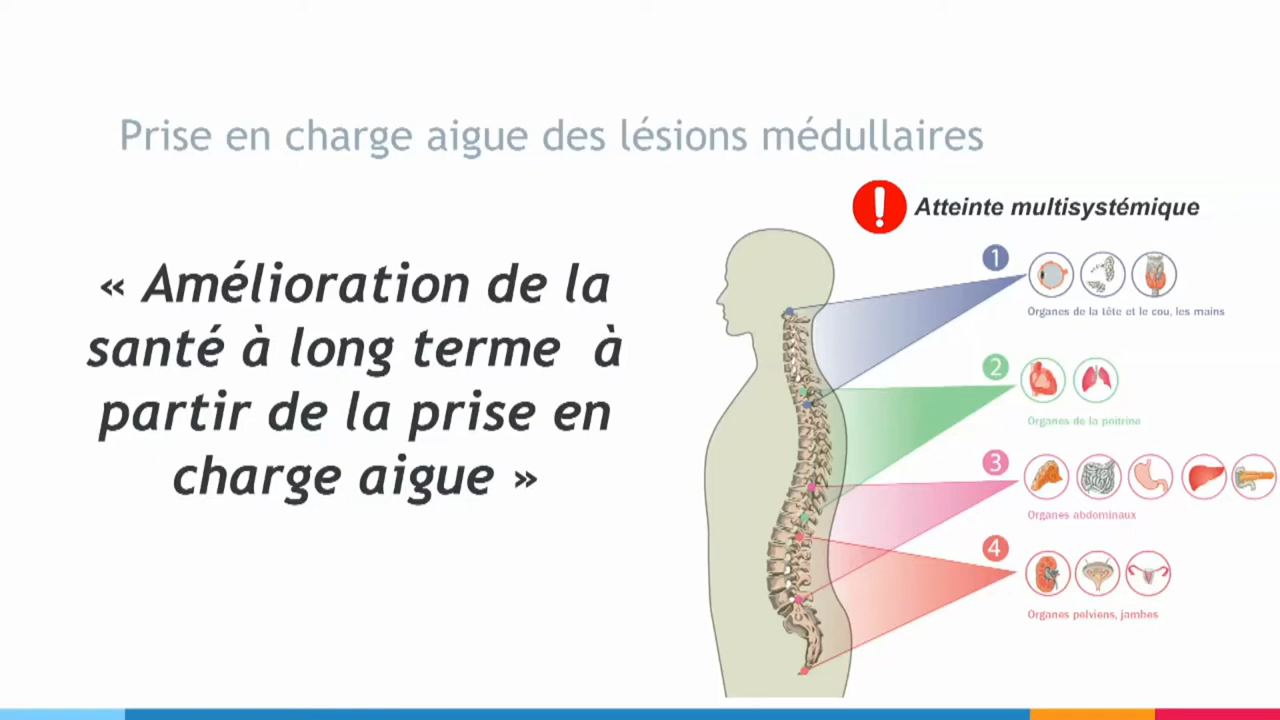 Prise en charge aigue des lésions médullaires
Atteinte multisystémique
« Amélioration de la
santé à long terme à
partir de la prise en
charge aigue »
1
Organes de la tête et le cou, les mains
2
Organes de la poitrine
3
Organes abdominaux
4
Organes pelviens, jambes